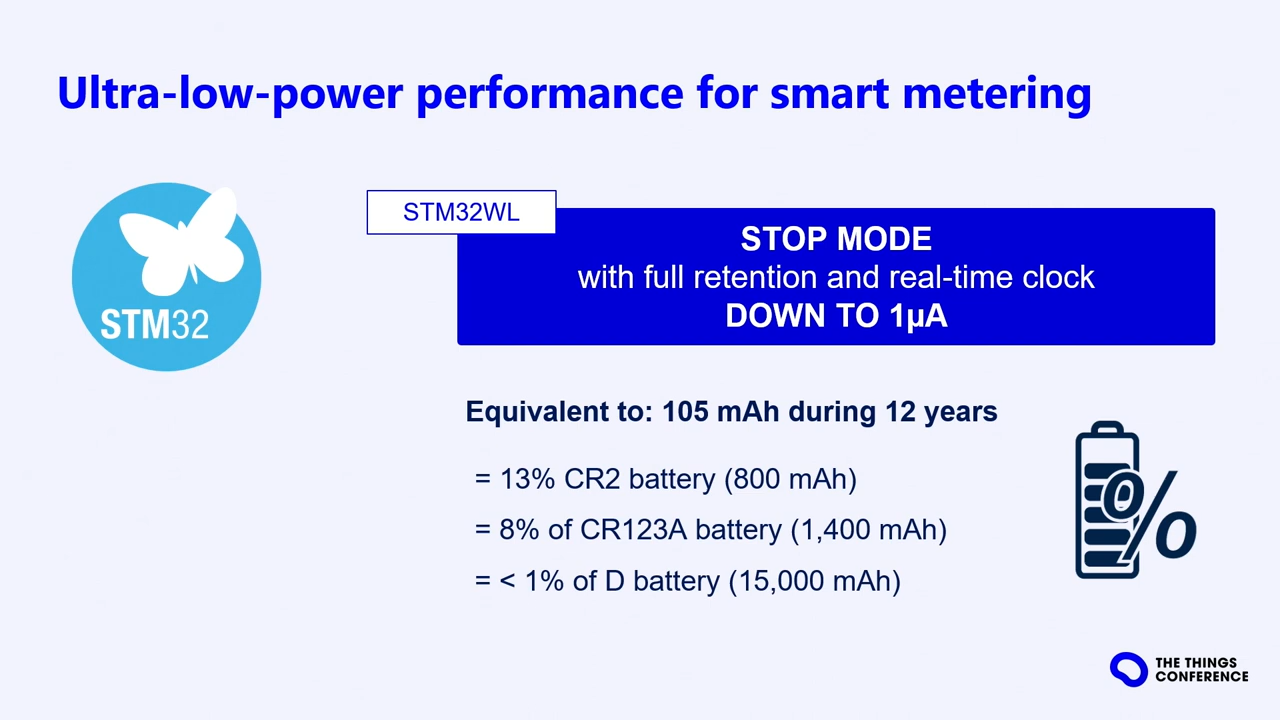 Ultra-low-power performance for smart metering
STM32
STM32WL
STOP MODE
with full retention and real-time clock
DOWN TO 1µA
Equivalent to: 105 mAh during 12 years
= 13% CR2 battery (800 mAh)
= 8% of CR123A battery (1,400 mAh)
= < 1% of D battery (15,000 mAh)
%
THE THINGS
CONFERENCE